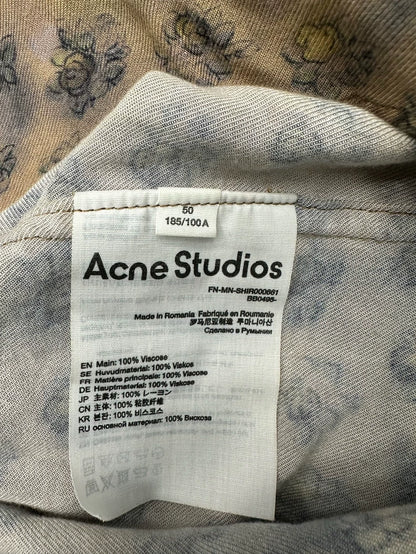 50
185/100A
Acne Studios
FN-MN-SHIR000661
BB0495-
Made in Romania Fabriqué en Roumanie
罗马尼亚制造 루마니아산
Сделано в Румынии
EN Main: 100% Viscose
SE Huvudmaterial: 100% Viskos
FR Matière principale: 100% Viscose
DE Hauptmaterial: 100% Viskose
JP 主素材: 100% レーヨン
CN 主体: 100% 粘胶纤维
KR 본판: 100% 비스코스
RU основной материал: 100% Вискоза